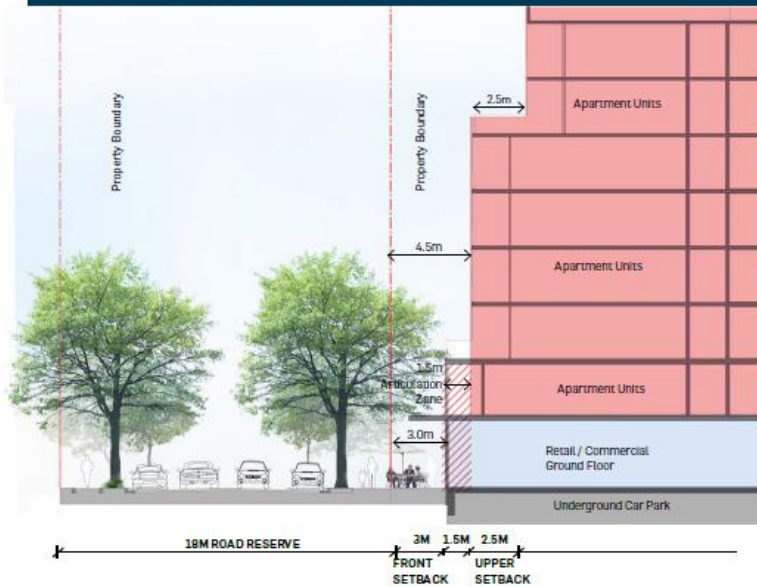 Property Boundary
Property Boundary
2.5m
Apartment Units
4.5m
Apartment Units
1.5m
Articulation
Zone
Apartment Units
3.0m
Retail / Commercial
Ground Floor
Underground Car Park
18M ROAD RESERVE
3M 1.5M 2.5M
FRONT UPPER
SETBACK SETBACK